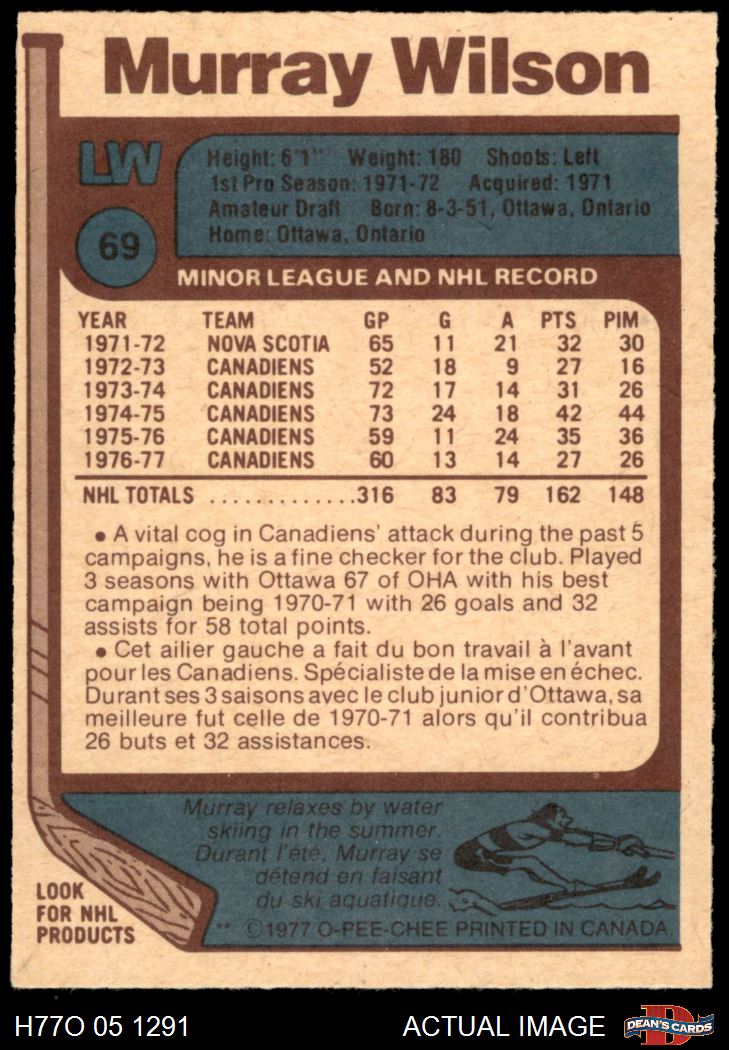 Murray Wilson
LW
Height: 6'1" Weight: 180 Shoots: Left
1st Pro Season: 1971-72 Acquired: 1971
Amateur Draft Born: 8-3-51, Ottawa, Ontario
Home: Ottawa, Ontario
69
MINOR LEAGUE AND NHL RECORD
YEAR TEAM GP G A PTS PIM
1971-72 NOVA SCOTIA 65 11 21 32 30
1972-73 CANADIENS 52 18 9 27 16
1973-74 CANADIENS 72 17 14 31 26
1974-75 CANADIENS 73 24 18 42 44
1975-76 CANADIENS 59 11 24 35 36
1976-77 CANADIENS 60 13 14 27 26
NHL TOTALS .............316 83 79 162 148
• A vital cog in Canadiens' attack during the past 5
campaigns, he is a fine checker for the club. Played
3 seasons with Ottawa 67 of OHA with his best
campaign being 1970-71 with 26 goals and 32
assists for 58 total points.
• Cet ailier gauche a fait du bon travail à l'avant
pour les Canadiens. Spécialiste de la mise en échec.
Durant ses 3 saisons avec le club junior d'Ottawa, sa
meilleure fut celle de 1970-71 alors qu'il contribua
26 buts et 32 assistances.
Murray relaxes by water
skiing in the summer.
Durant l'été, Murray se
détend en faisant
du ski aquatique.
LOOK
FOR NHL
PRODUCTS
** ©1977 O-PEE-CHEE PRINTED IN CANADA.
H77O 05 1291 ACTUAL IMAGE DEAN'S CARDS